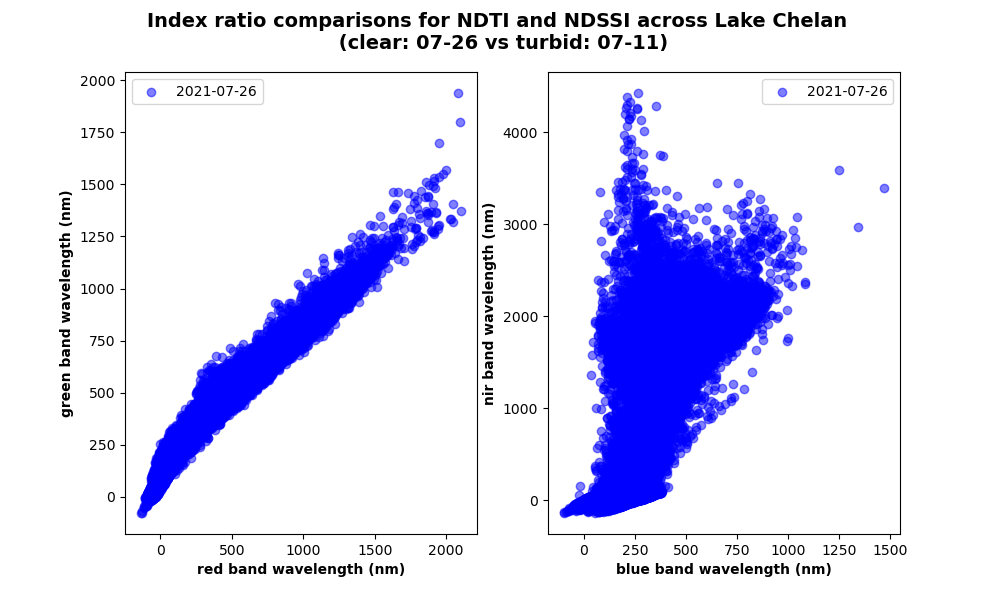 Index ratio comparisons for NDTI and NDSSI across Lake Chelan
(clear: 07-26 vs turbid: 07-11)
2021-07-26
2000
1750
1500
1250
1000
750
500
250
0
green band wavelength (nm)
0 500 1000 1500 2000
red band wavelength (nm)
2021-07-26
4000
3000
2000
1000
0
nir band wavelength (nm)
0 250 500 750 1000 1250 1500
blue band wavelength (nm)